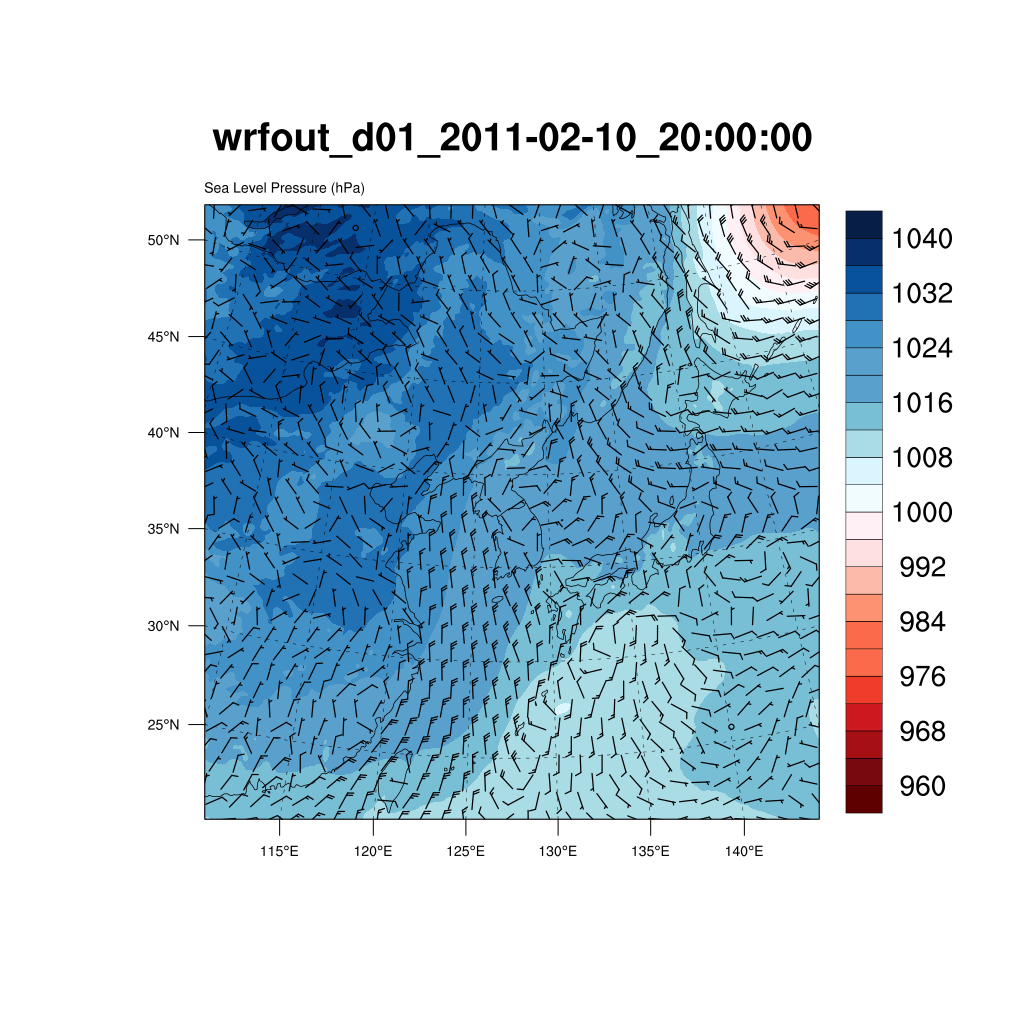 wrfout_d01_2011-02-10_20:00:00
Sea Level Pressure (hPa)
50°N
45°N
40°N
35°N
30°N
25°N
115°E
120°E
125°E
130°E
135°E
140°E
1040
1032
1024
1016
1008
1000
992
984
976
968
960